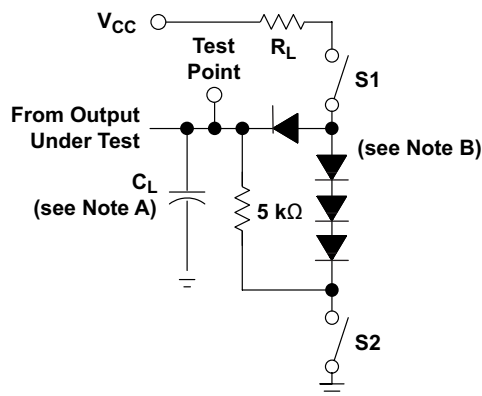 VCC
RL
S1
Test
Point
From Output
Under Test
(see Note B)
CL
(see Note A)
5 kΩ
S2